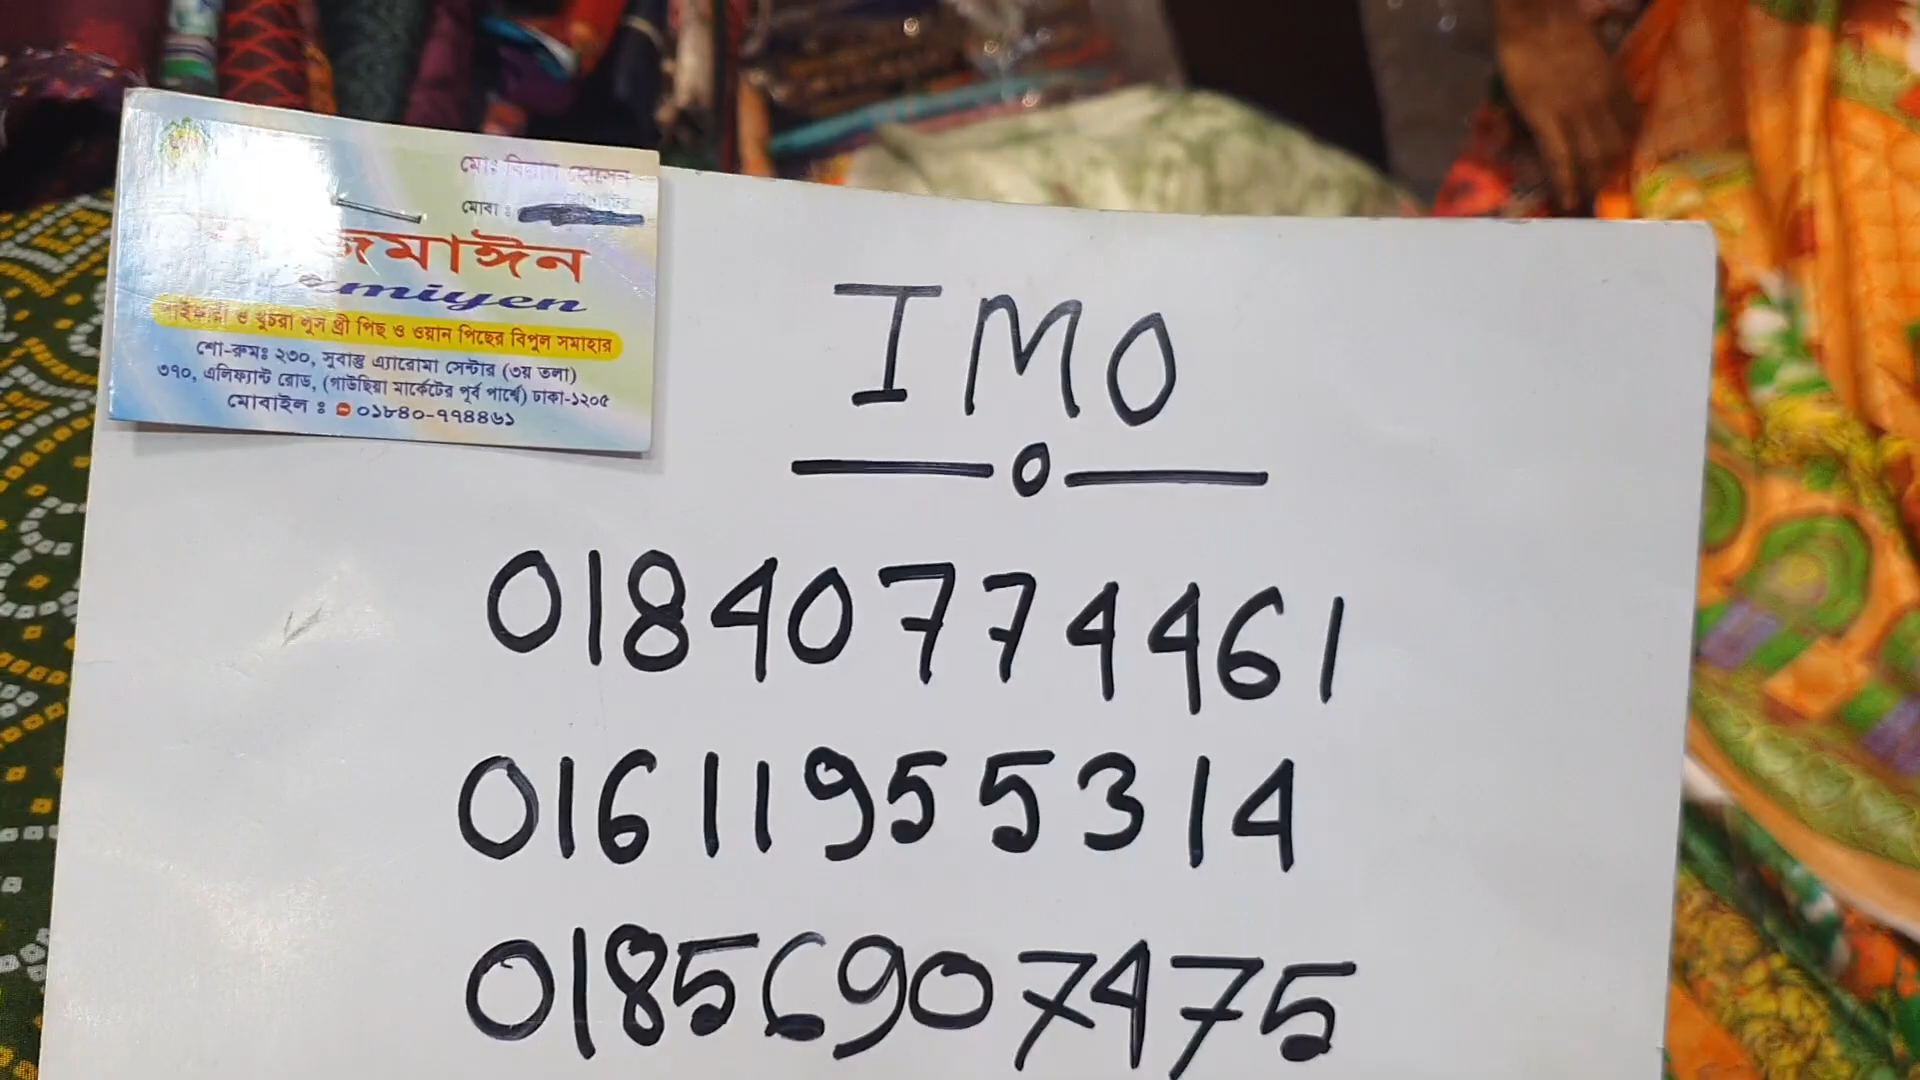 মোঃ হোসেন
মোবা :
মাঈন
miyen
ও খুচরা লুস থ্রী পিছ ও ওয়ান পিছের বিপুল সমাহার
শো-রুমঃ ২৩০, সুবাস্তু এ্যারোমা সেন্টার (৩য় তলা)
৩৭০, এলিফ্যান্ট রোড, (গাউছিয়া মার্কেটের পূর্ব পার্শ্বে) ঢাকা-১২০৫
মোবাইল : ০১৮৪০-৭৭৪৪৬১
IMO
01840774461
01611955314
01856907475